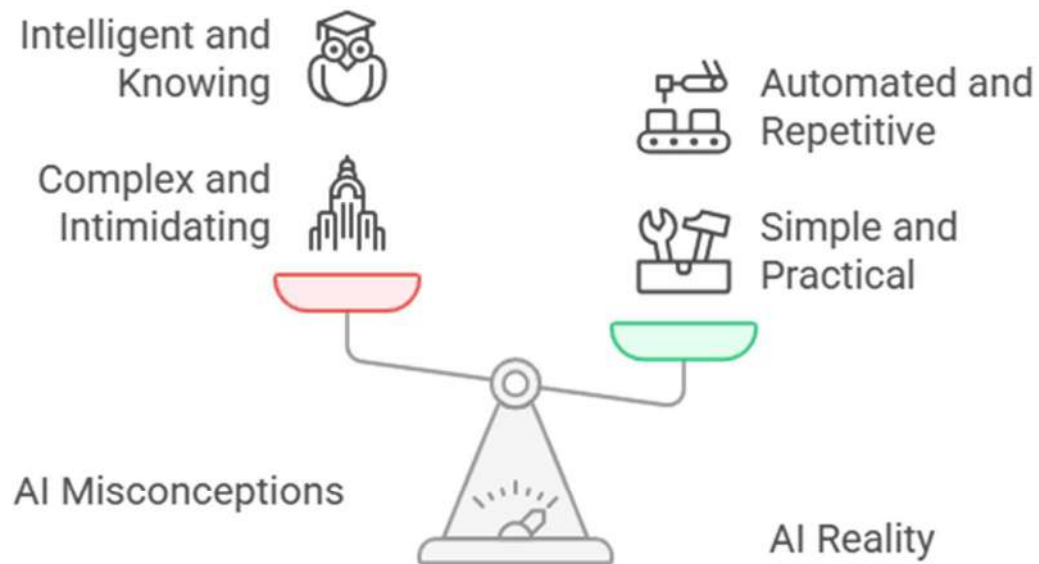 Intelligent and
Knowing
Complex and
Intimidating
Automated and
Repetitive
Simple and
Practical
AI Misconceptions
AI Reality